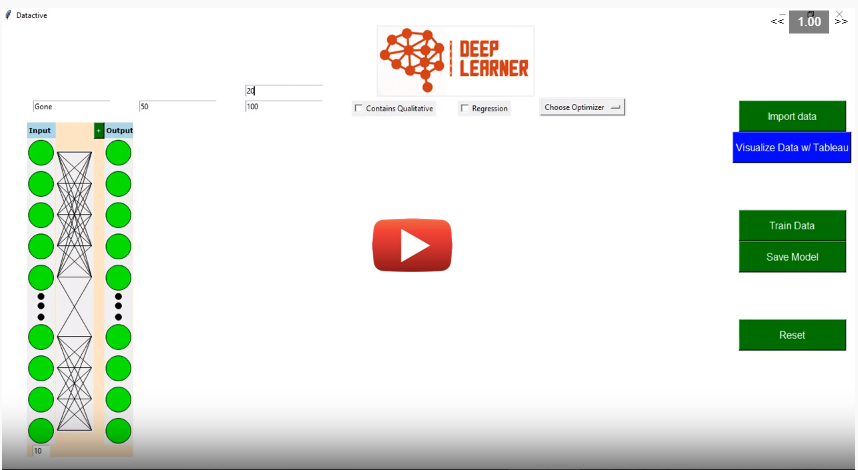 Datactive
<< 1.00 >>
DEEP
LEARNER
20
Gone
50
100
Contains Qualitative
Regression
Choose Optimizer
Import data
Visualize Data w/ Tableau
Input
+
Output
Train Data
Save Model
Reset
10